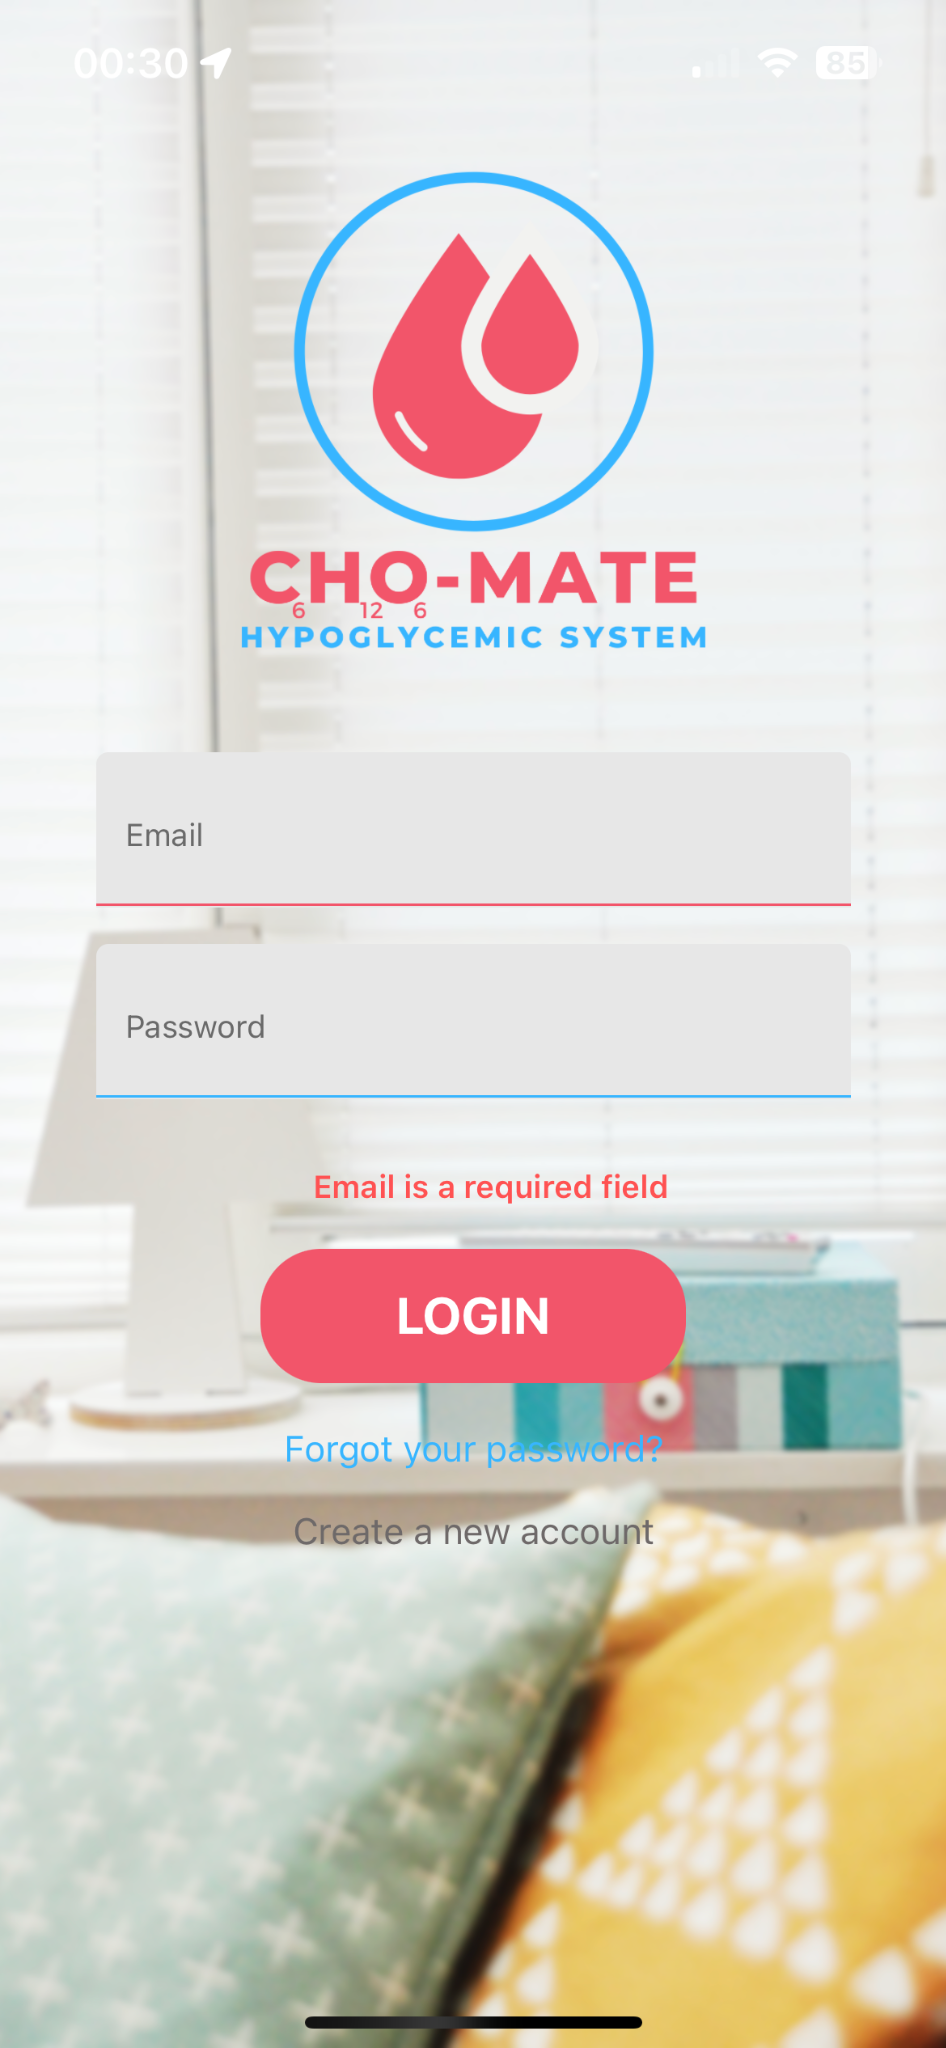 00:30
85
CHO-MATE
6 12 6
HYPOGLYCEMIC SYSTEM
Email
Password
Email is a required field
LOGIN
Forgot your password?
Create a new account